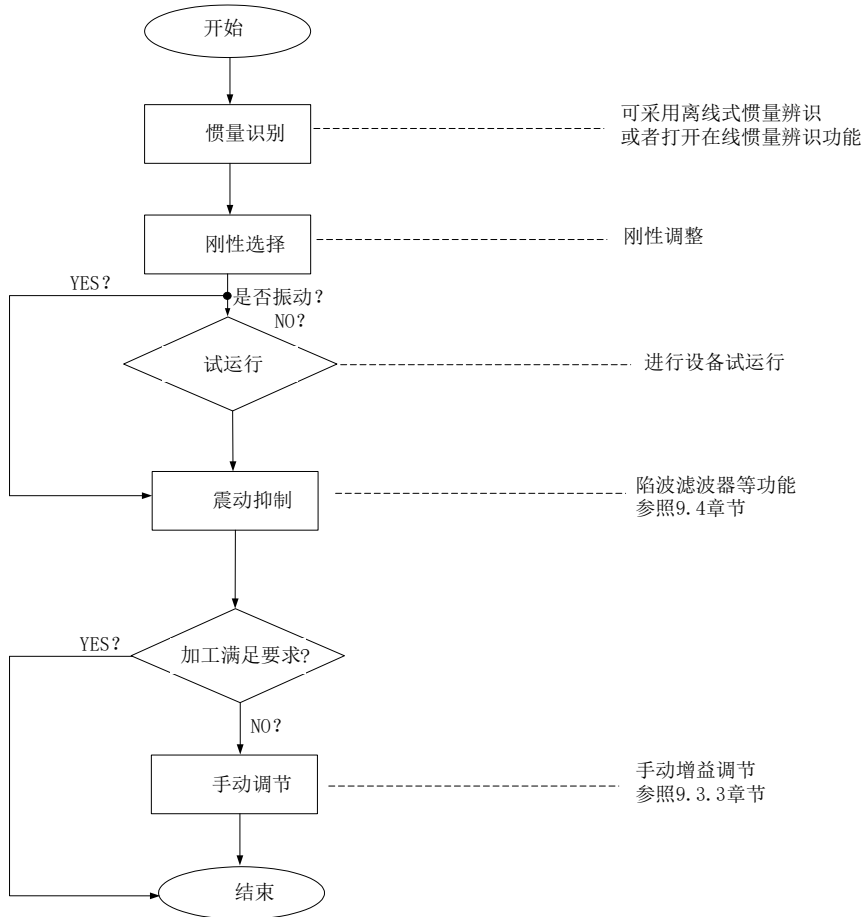 开始
惯量识别
可采用离线式惯量辨识
或者打开在线惯量辨识功能
刚性选择
刚性调整
YES?
是否振动?
NO?
试运行
进行设备试运行
震动抑制
陷波滤波器等功能
参照9.4章节
YES?
加工满足要求?
NO?
手动调节
手动增益调节
参照9.3.3章节
结束